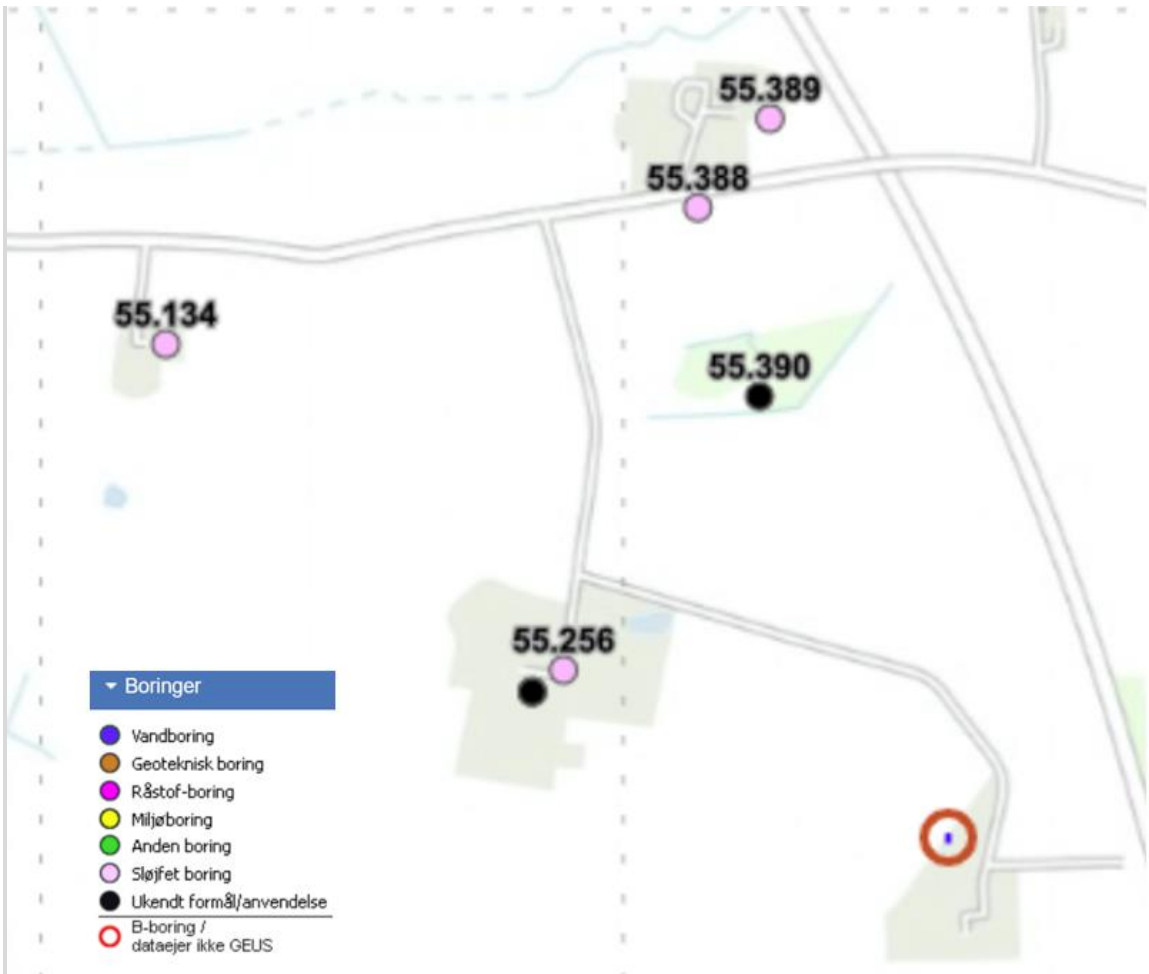 55.389
55.388
55.134
55.390
55.256
Boringer
Vandboring
Geoteknisk boring
Råstof-boring
Miljøboring
Anden boring
Sløjfet boring
Ukendt formål/anvendelse
B-boring /
dataejer ikke GEUS